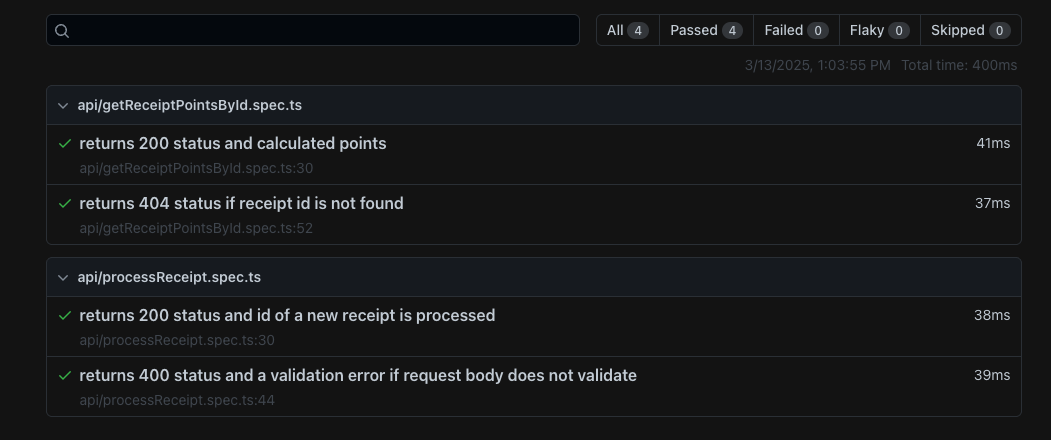 All 4 Passed 4 Failed 0 Flaky 0 Skipped 0
3/13/2025, 1:03:55 PM Total time: 400ms
api/getReceiptPointsById.spec.ts
returns 200 status and calculated points 41ms
api/getReceiptPointsById.spec.ts:30
returns 404 status if receipt id is not found 37ms
api/getReceiptPointsById.spec.ts:52
api/processReceipt.spec.ts
returns 200 status and id of a new receipt is processed 38ms
api/processReceipt.spec.ts:30
returns 400 status and a validation error if request body does not validate 39ms
api/processReceipt.spec.ts:44